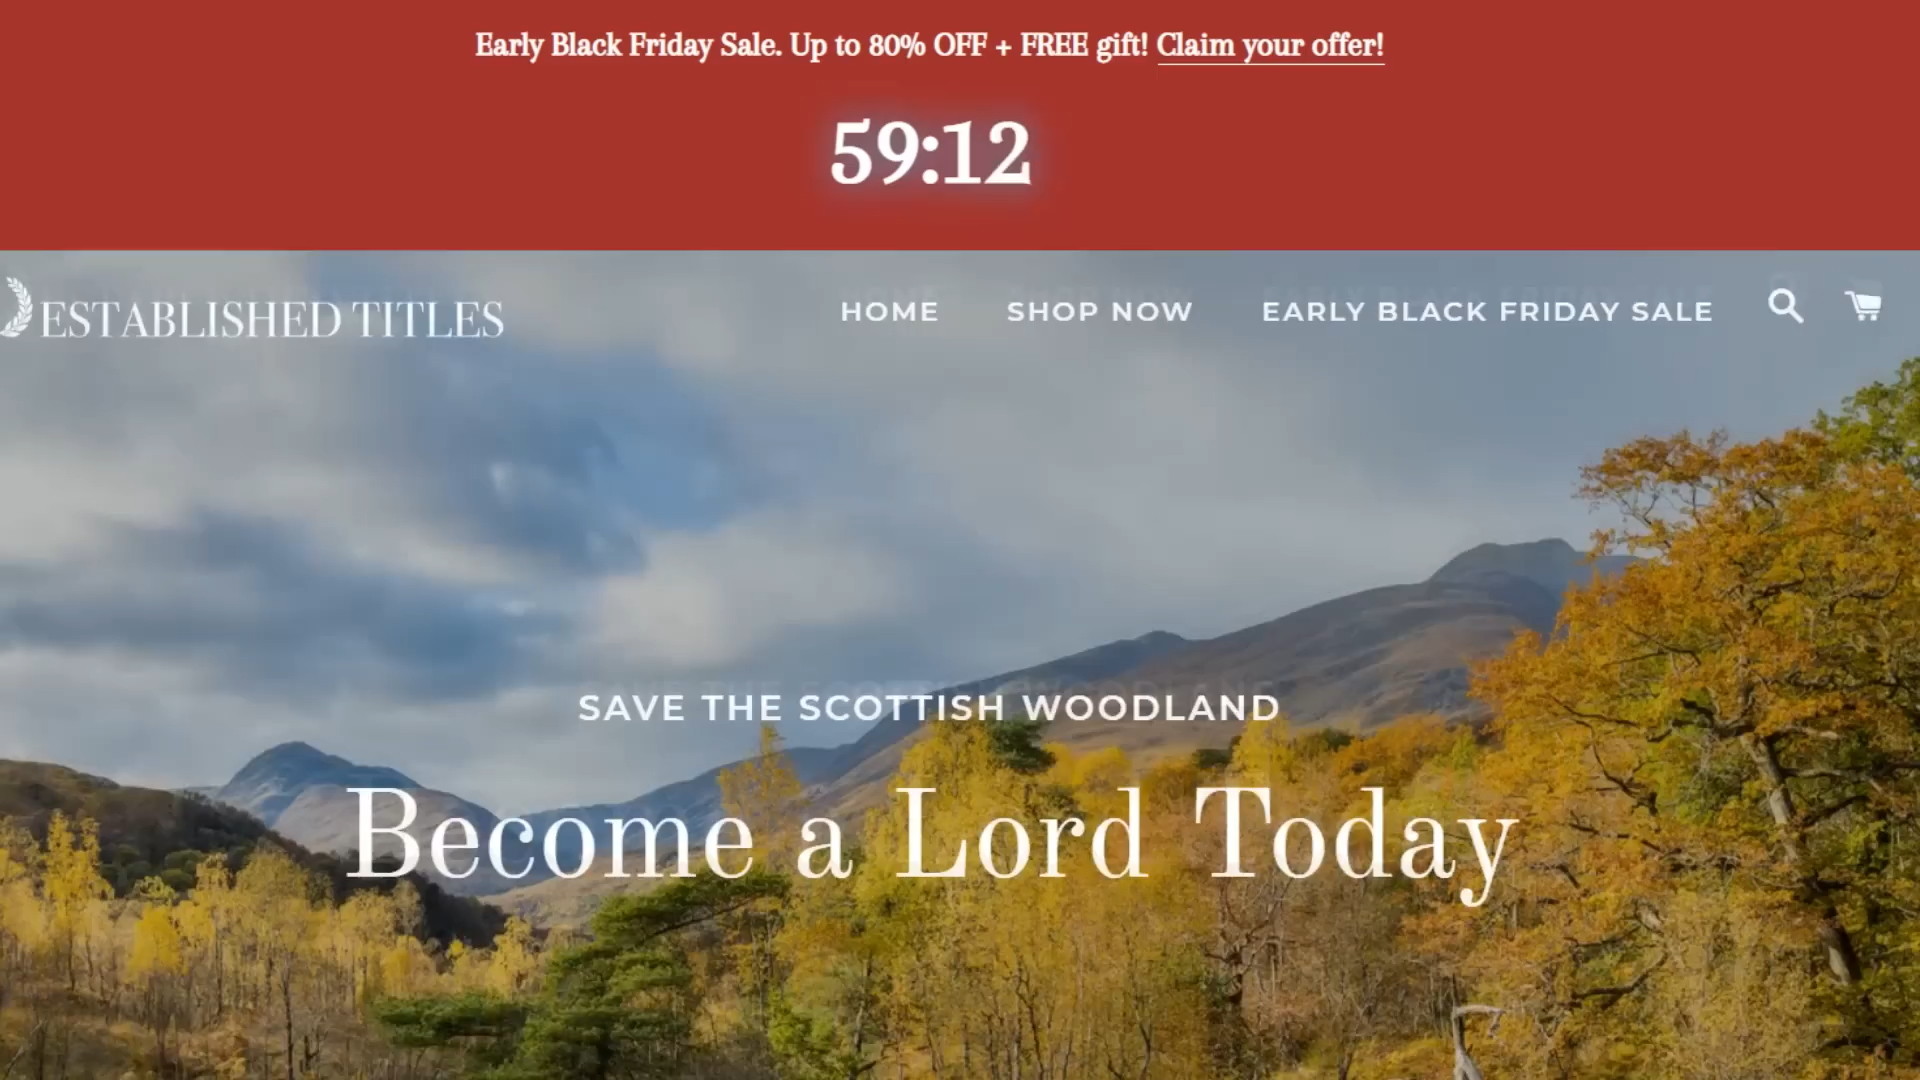 Early Black Friday Sale. Up to 80% OFF + FREE gift! Claim your offer!
59:12
ESTABLISHED TITLES
HOME SHOP NOW EARLY BLACK FRIDAY SALE
SAVE THE SCOTTISH WOODLAND
Become a Lord Today